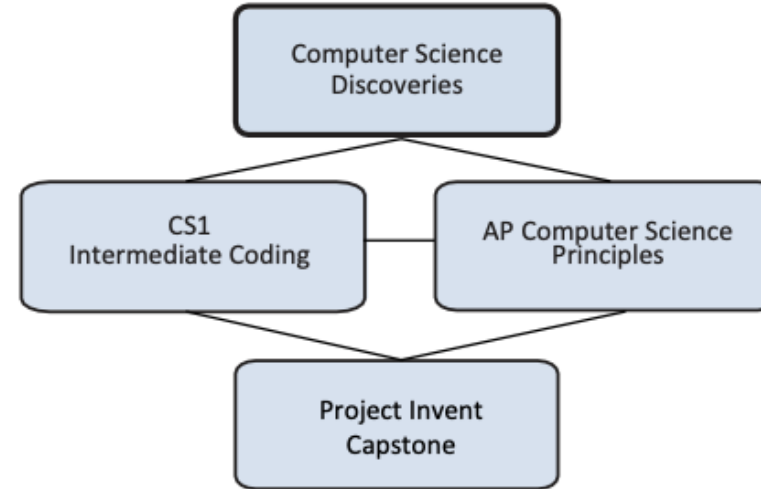 Computer Science
Discoveries
CS1
Intermediate Coding
AP Computer Science
Principles
Project Invent
Capstone